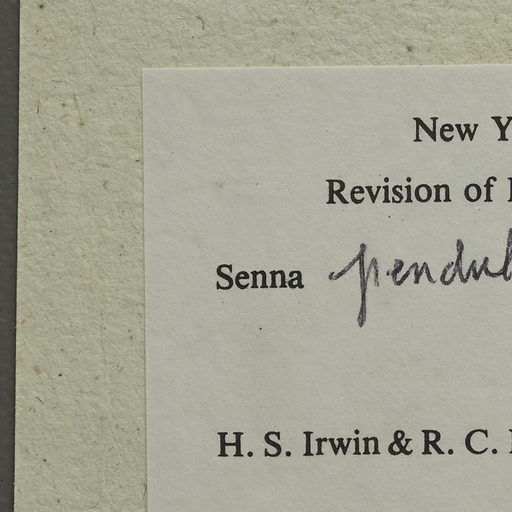 New Y
Revision of
Senna pendul
H. S. Irwin & R. C.